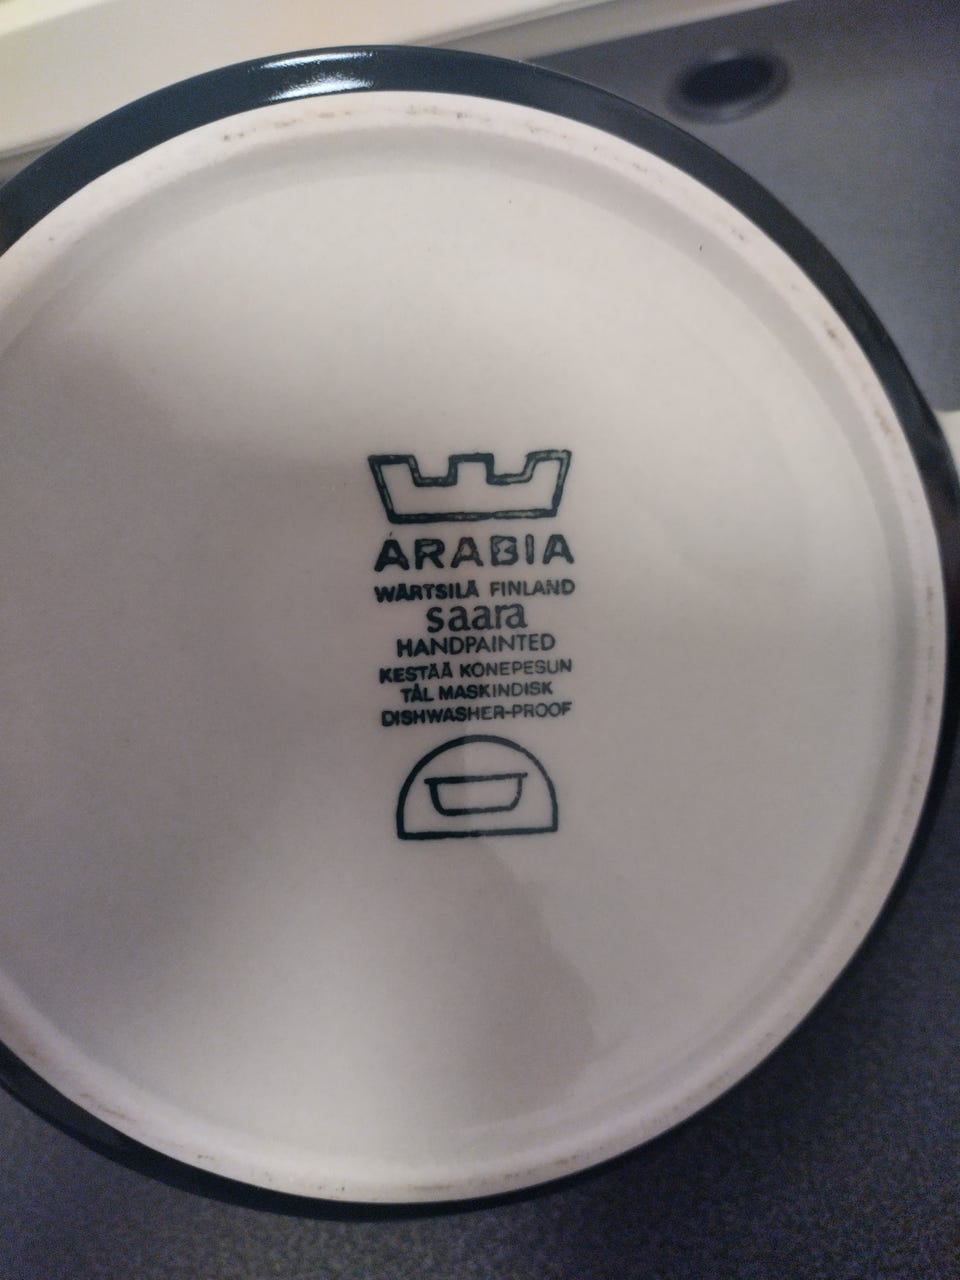 ARABIA
WÄRTSILÄ FINLAND
saara
HANDPAINTED
KESTÄÄ KONEPESUN
TÅL MASKINDISK
DISHWASHER-PROOF